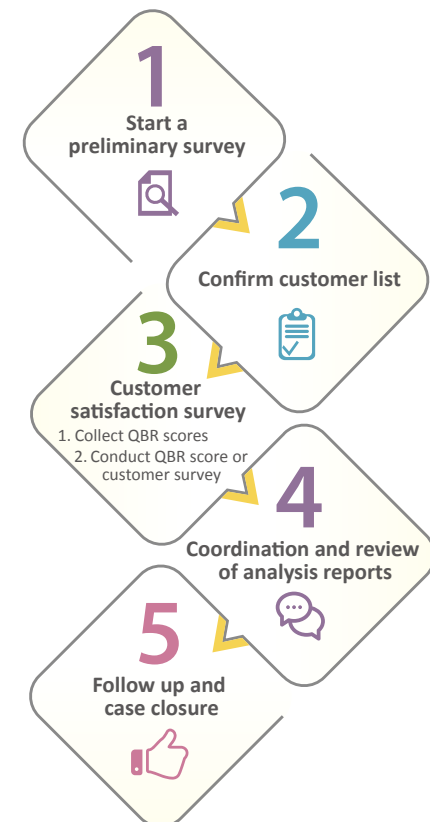 1
Start a
preliminary survey
2
Confirm customer list
3
Customer
satisfaction survey
1. Collect QBR scores
2. Conduct QBR score or
customer survey
4
Coordination and review
of analysis reports
5
Follow up and
case closure